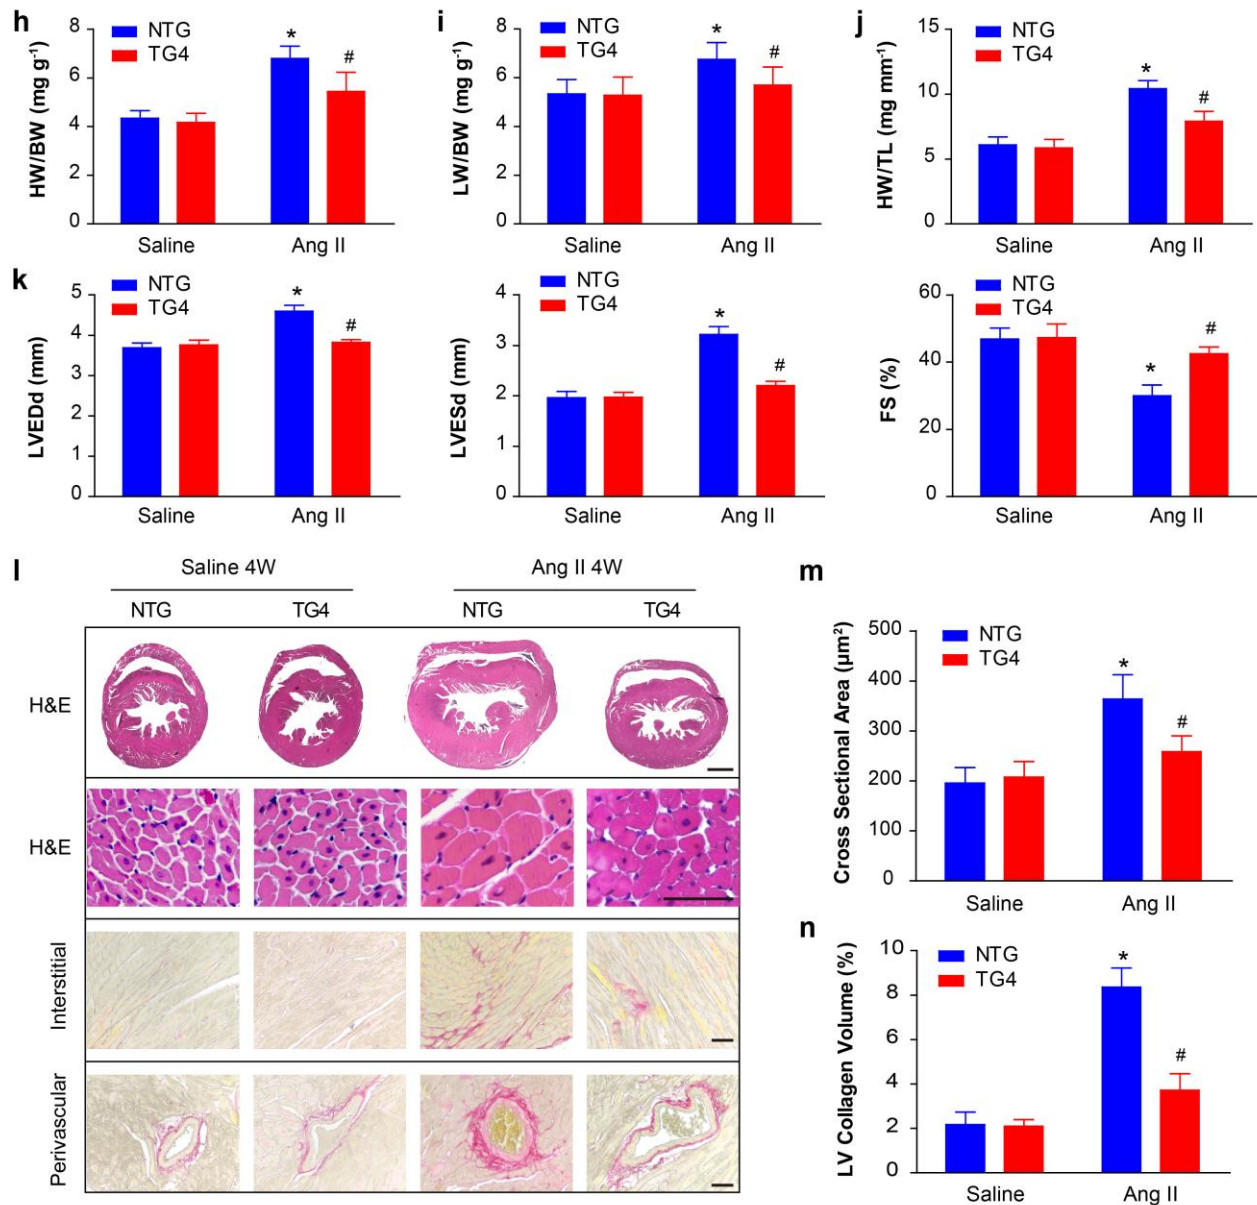 h
NTG
TG4
HW/BW (mg g⁻¹)
8
6
4
2
0
*
#
Saline
Ang II
i
NTG
TG4
LW/BW (mg g⁻¹)
8
6
4
2
0
*
#
Saline
Ang II
j
NTG
TG4
HW/TL (mg mm⁻¹)
15
10
5
0
*
#
Saline
Ang II
k
NTG
TG4
LVEDd (mm)
5
4
3
2
1
0
*
#
Saline
Ang II
NTG
TG4
LVESd (mm)
4
3
2
1
0
*
#
Saline
Ang II
NTG
TG4
FS (%)
60
40
20
0
*
#
Saline
Ang II
l
Saline 4W
Ang II 4W
NTG
TG4
NTG
TG4
H&E
H&E
Interstitial
Perivascular
m
NTG
TG4
Cross Sectional Area (µm²)
500
400
300
200
100
0
*
#
Saline
Ang II
n
NTG
TG4
LV Collagen Volume (%)
10
8
6
4
2
0
*
#
Saline
Ang II